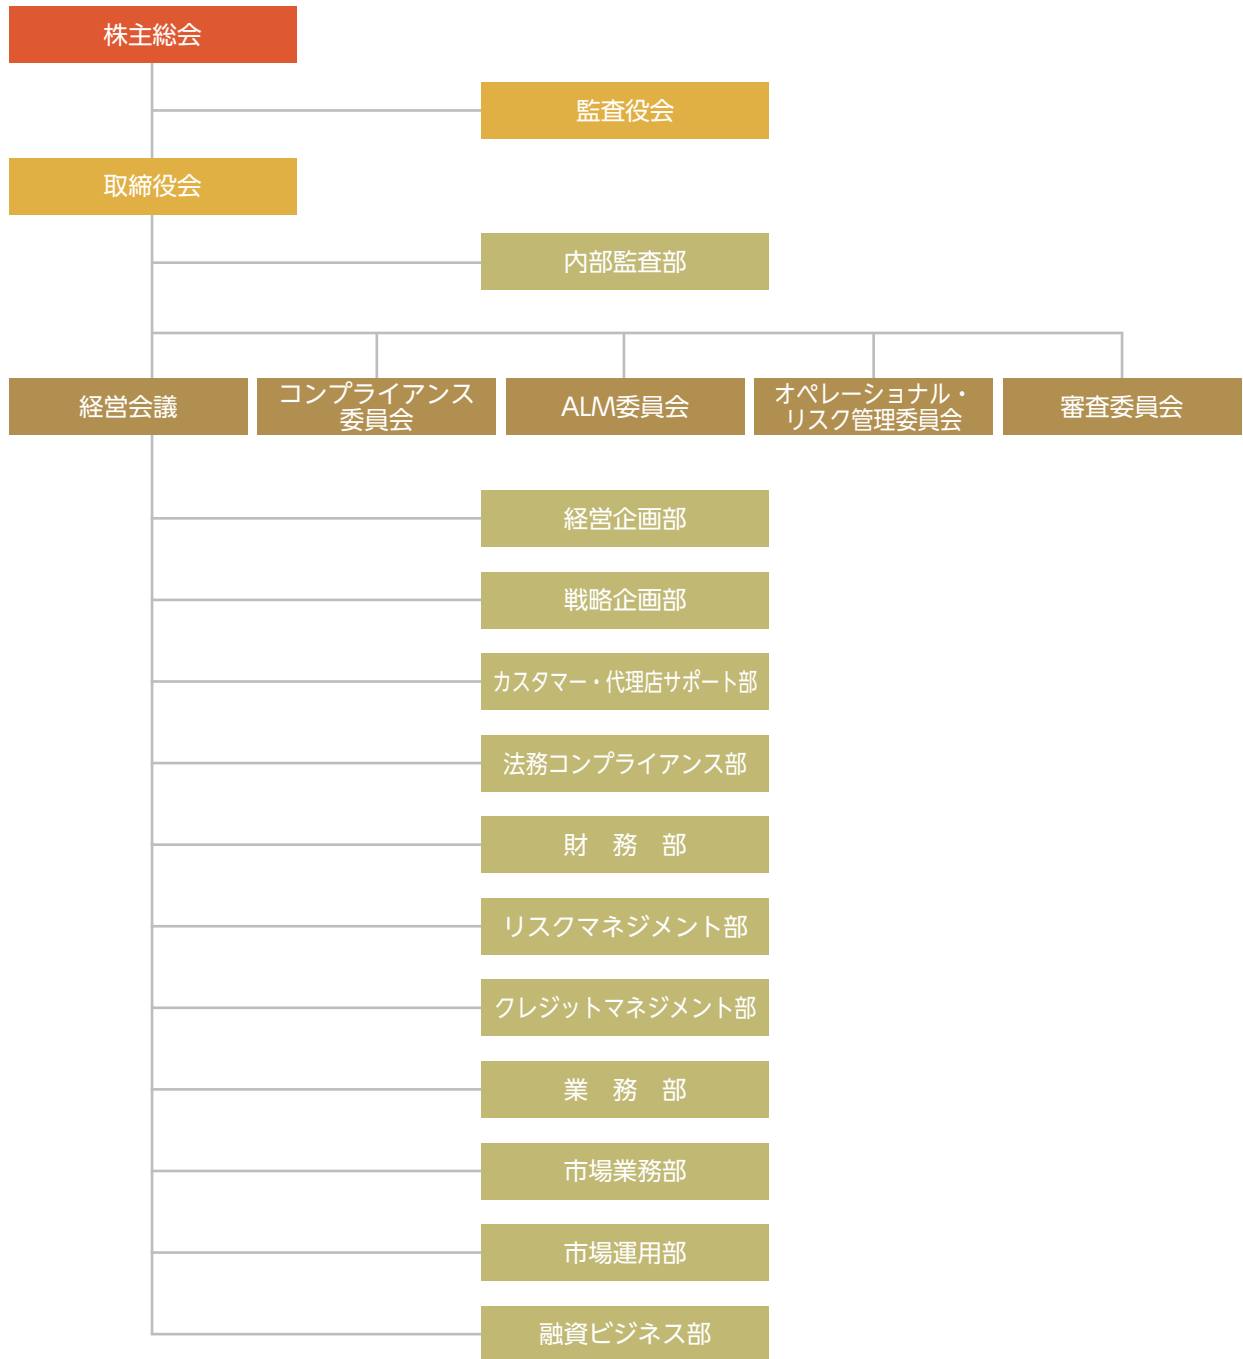 株主総会
監査役会
取締役会
内部監査部
経営会議
コンプライアンス
委員会
ALM委員会
オペレーショナル・
リスク管理委員会
審査委員会
経営企画部
戦略企画部
カスタマー・代理店サポート部
法務コンプライアンス部
財　務　部
リスクマネジメント部
クレジットマネジメント部
業　務　部
市場業務部
市場運用部
融資ビジネス部